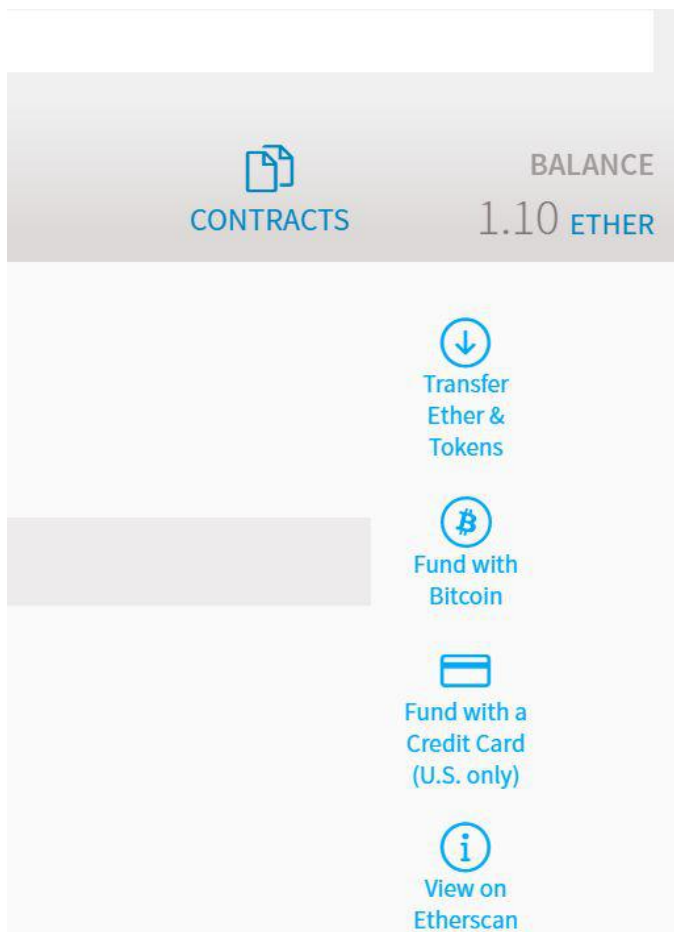 CONTRACTS
BALANCE
1.10 ETHER
Transfer
Ether &
Tokens
Fund with
Bitcoin
Fund with a
Credit Card
(U.S. only)
View on
Etherscan